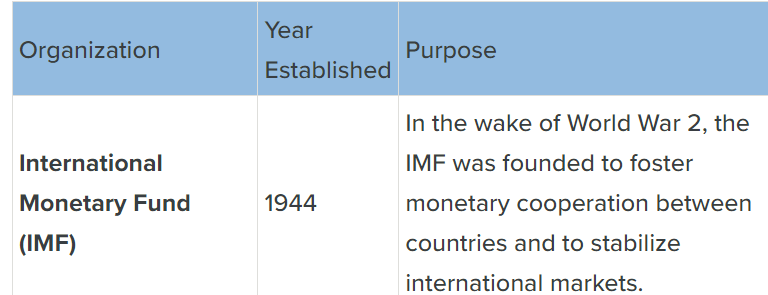 Organization
Year
Established
Purpose
International
Monetary Fund
(IMF)
1944
In the wake of World War 2, the
IMF was founded to foster
monetary cooperation between
countries and to stabilize
international markets.